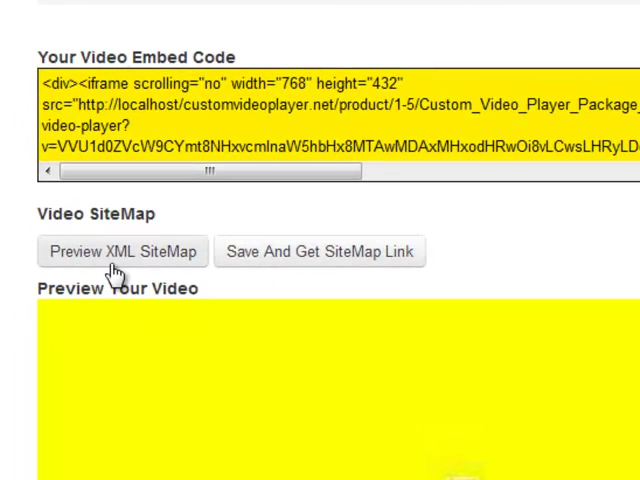 Your Video Embed Code
<div><iframe scrolling="no" width="768" height="432"
src="http://localhost/customvideoplayer.net/product/1-5/Custom_Video_Player_Package_
video-player?
Video SiteMap
Preview XML SiteMap Save And Get SiteMap Link
Preview Your Video